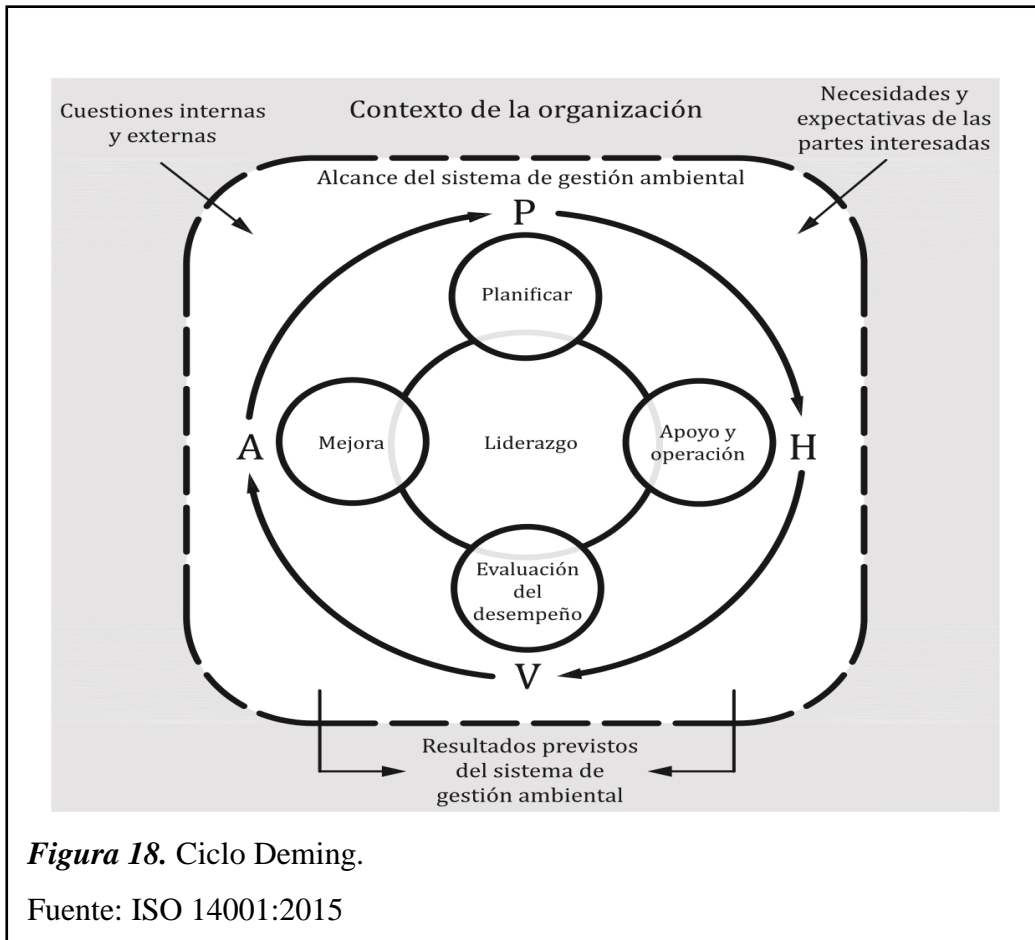 Cuestiones internas
y externas
Contexto de la organización
Necesidades y
expectativas de las
partes interesadas
Alcance del sistema de gestión ambiental
P
Planificar
A
Mejora
Liderazgo
Apoyo y
operación
H
Evaluación
del
desempeño
V
Resultados previstos
del sistema de
gestión ambiental
Figura 18. Ciclo Deming.
Fuente: ISO 14001:2015